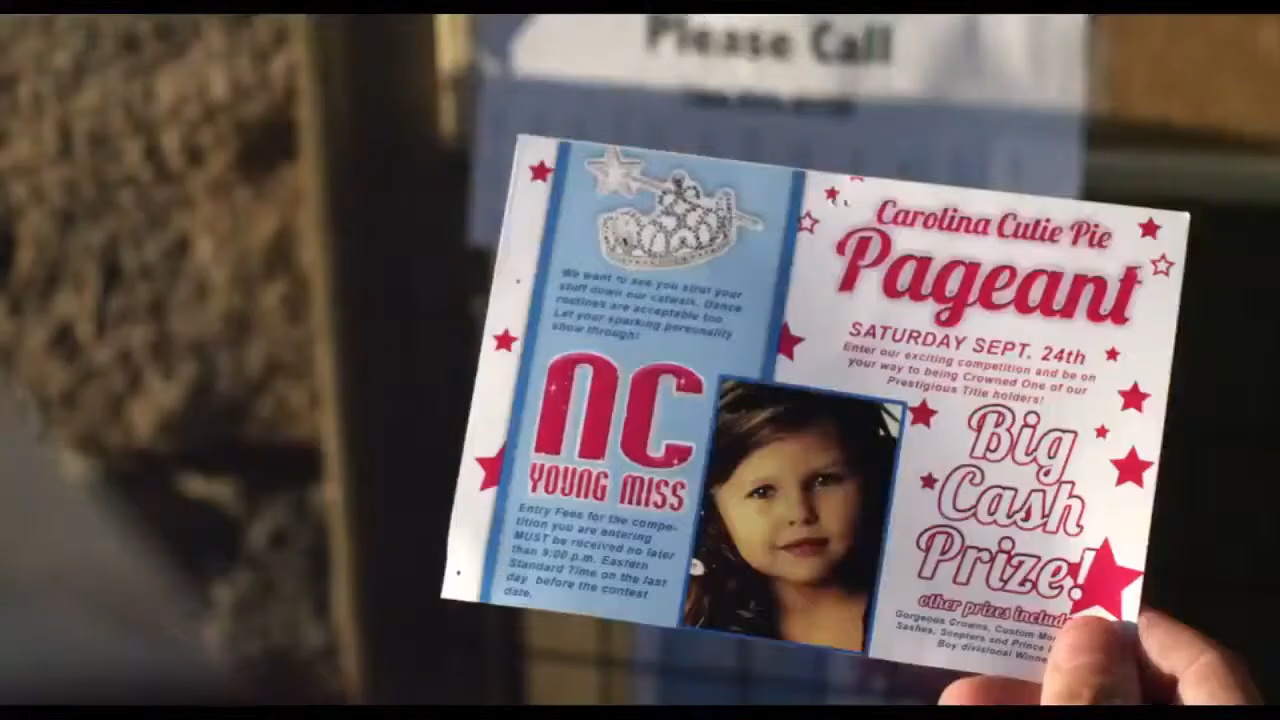 Please Call
We want to see you strut your
stuff down our catwalk. Dance
routines are acceptable too
Let your sparking personality
show through!
NC
YOUNG MISS
Entry Fees for the compe-
tition you are entering
MUST be received no later
than 9:00 p.m. Eastern
Standard Time on the last
day before the contest
date.
Carolina Cutie Pie
Pageant
SATURDAY SEPT. 24th
Enter our exciting competition and be on
your way to being Crowned One of our
Prestigious Title holders!
Big
Cash
Prize!
other prizes include
Gorgeous Crowns, Custom
Sashes, Scepters and Prince
Boy divisional